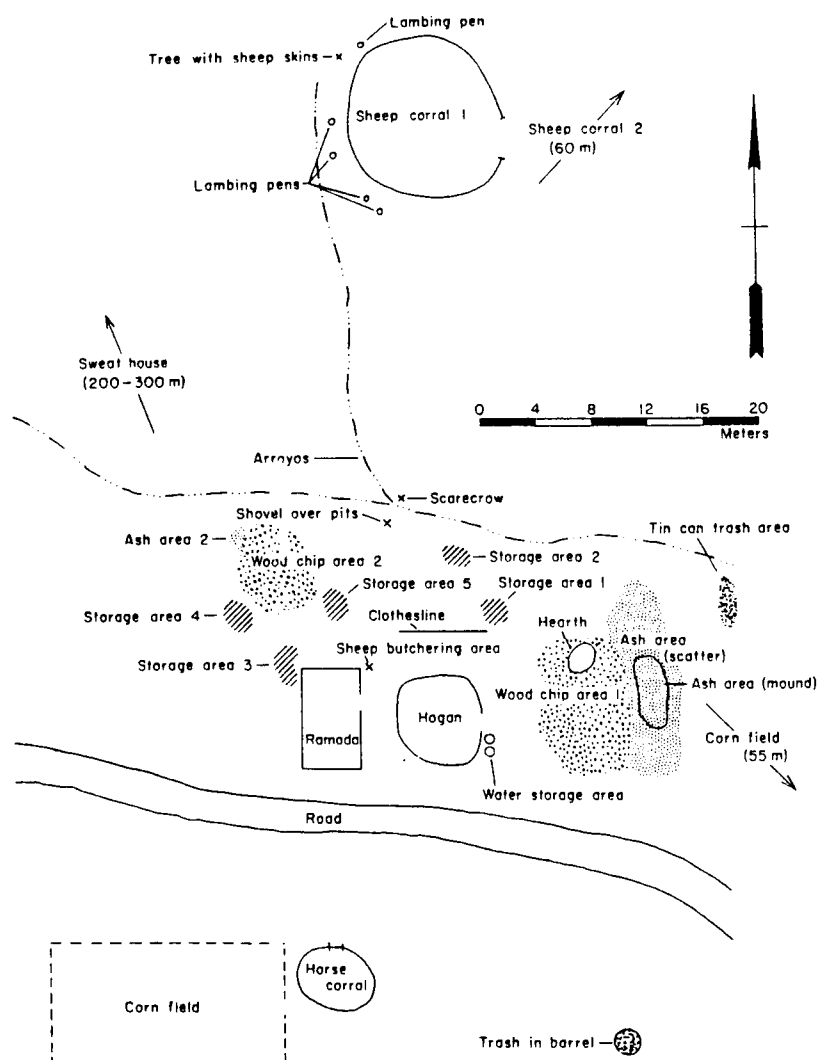 Lambing pen
Tree with sheep skins
Sheep corral 1
Sheep corral 2
(60 m)
Lambing pens
Sweat house
(200-300 m)
0 4 8 12 16 20
Meters
Arroyos
Scarecrow
Shovel over pits
Tin can trash area
Ash area 2
Wood chip area 2
Storage area 2
Storage area 5
Storage area 1
Storage area 4
Clothesline
Hearth
Ash area
(scatter)
Storage area 3
Sheep butchering area
Ash area (mound)
Wood chip area 1
Hogan
Ramada
Corn field
(55 m)
Water storage area
Road
Horse
corral
Corn field
Trash in barrel